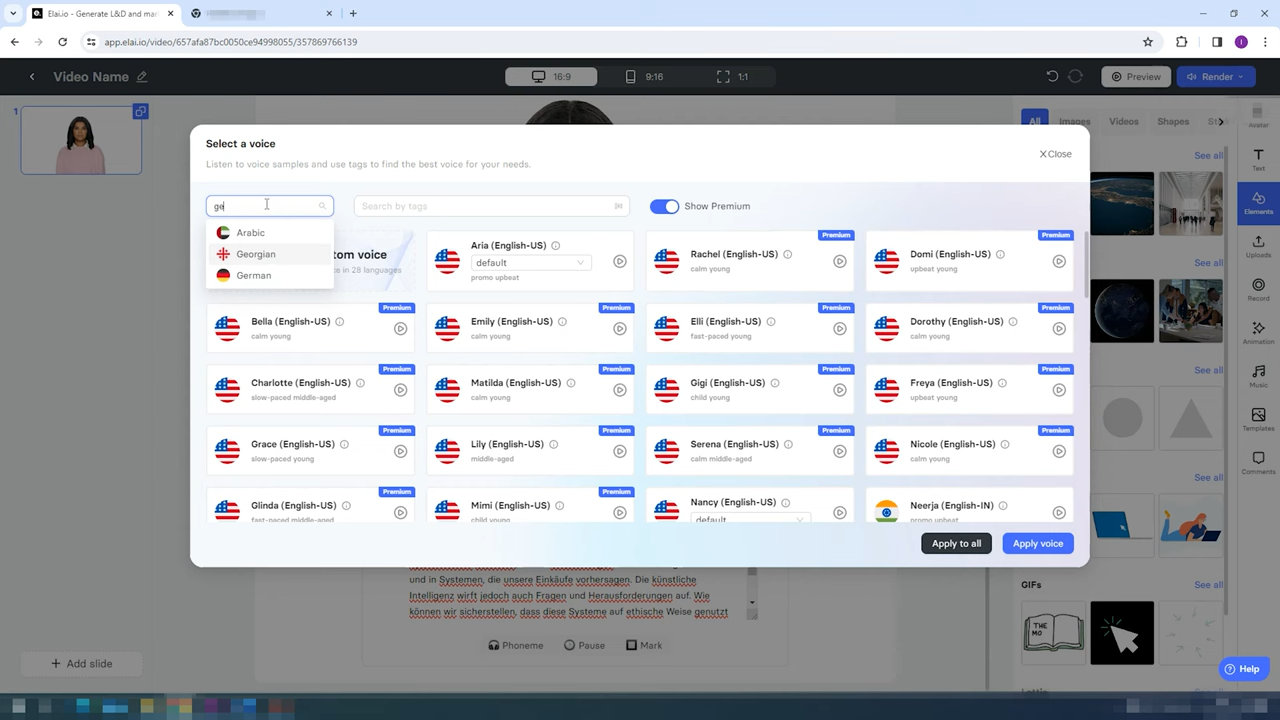 Elai.io - Generate L&D and mar
app.elai.io/video/657afa87bc0050ce94998055/357869766139
Video Name
16:9
9:16
1:1
Preview
Render
1
All
Images
Videos
Shapes
Avatar
Select a voice
Listen to voice samples and use tags to find the best voice for your needs.
Close
See all
Text
ge
Search by tags
Show Premium
Elements
Arabic
Georgian
German
tom voice
e in 28 languages
Aria (English-US)
default
promo upbeat
Premium
Rachel (English-US)
calm young
Premium
Domi (English-US)
upbeat young
Uploads
See all
Record
Premium
Bella (English-US)
calm young
Premium
Emily (English-US)
calm young
Premium
Elli (English-US)
fast-paced young
Premium
Dorothy (English-US)
calm young
Animation
See all
Premium
Charlotte (English-US)
slow-paced middle-aged
Premium
Matilda (English-US)
calm young
Premium
Gigi (English-US)
child young
Premium
Freya (English-US)
upbeat young
Music
Templates
Premium
Grace (English-US)
slow-paced young
Premium
Lily (English-US)
middle-aged
Premium
Serena (English-US)
calm middle-aged
Premium
Nicole (English-US)
calm young
Comments
See all
Premium
Glinda (English-US)
fast-paced middle-aged
Premium
Mimi (English-US)
child young
Nancy (English-US)
default
Neerja (English-IN)
promo upbeat
Apply to all
Apply voice
und in Systemen, die unsere Einkäufe vorhersagen. Die künstliche
Intelligenz wirft jedoch auch Fragen und Herausforderungen auf. Wie
können wir sicherstellen, dass diese Systeme auf ethische Weise genutzt
GIFs
See all
THE
MO
Phoneme
Pause
Mark
Add slide
Help